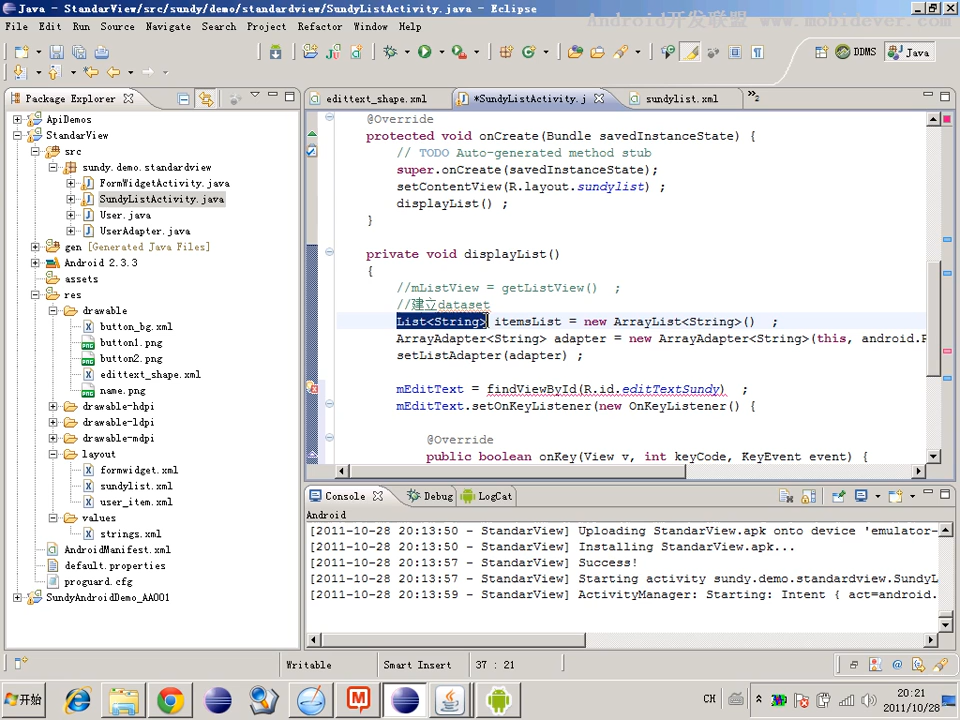 Java - StandarView/src/sundy/demo/standardview/SundyListActivity.java - Eclipse
Android开发联盟 www.mobidever.com
File Edit Run Source Navigate Search Project Refactor Window Help
DDMS Java
Package Explorer
ApiDemos
StandarView
src
sundy.demo.standardview
FormWidgetActivity.java
SundyListActivity.java
User.java
UserAdapter.java
gen [Generated Java Files]
Android 2.3.3
assets
res
drawable
button_bg.xml
button1.png
button2.png
edittext_shape.xml
name.png
drawable-hdpi
drawable-ldpi
drawable-mdpi
layout
formwidget.xml
sundylist.xml
user_item.xml
values
strings.xml
AndroidManifest.xml
default.properties
proguard.cfg
SundyAndroidDemo_AA001
edittext_shape.xml *SundyListActivity.j sundylist.xml »2
@Override
protected void onCreate(Bundle savedInstanceState) {
// TODO Auto-generated method stub
super.onCreate(savedInstanceState);
setContentView(R.layout.sundylist) ;
displayList() ;
}
private void displayList()
{
//mListView = getListView() ;
//建立dataset
List<String> itemsList = new ArrayList<String>() ;
ArrayAdapter<String> adapter = new ArrayAdapter<String>(this, android.R
setListAdapter(adapter) ;
mEditText = findViewById(R.id.editTextSundy) ;
mEditText.setOnKeyListener(new OnKeyListener() {
@Override
public boolean onKey(View v, int keyCode, KeyEvent event) {
Console Debug LogCat
Android
[2011-10-28 20:13:50 - StandarView] Uploading StandarView.apk onto device 'emulator-
[2011-10-28 20:13:50 - StandarView] Installing StandarView.apk...
[2011-10-28 20:13:57 - StandarView] Success!
[2011-10-28 20:13:57 - StandarView] Starting activity sundy.demo.standardview.SundyL
[2011-10-28 20:13:59 - StandarView] ActivityManager: Starting: Intent { act=android.
Writable Smart Insert 37 : 21
开始
CH
20:21
2011/10/28